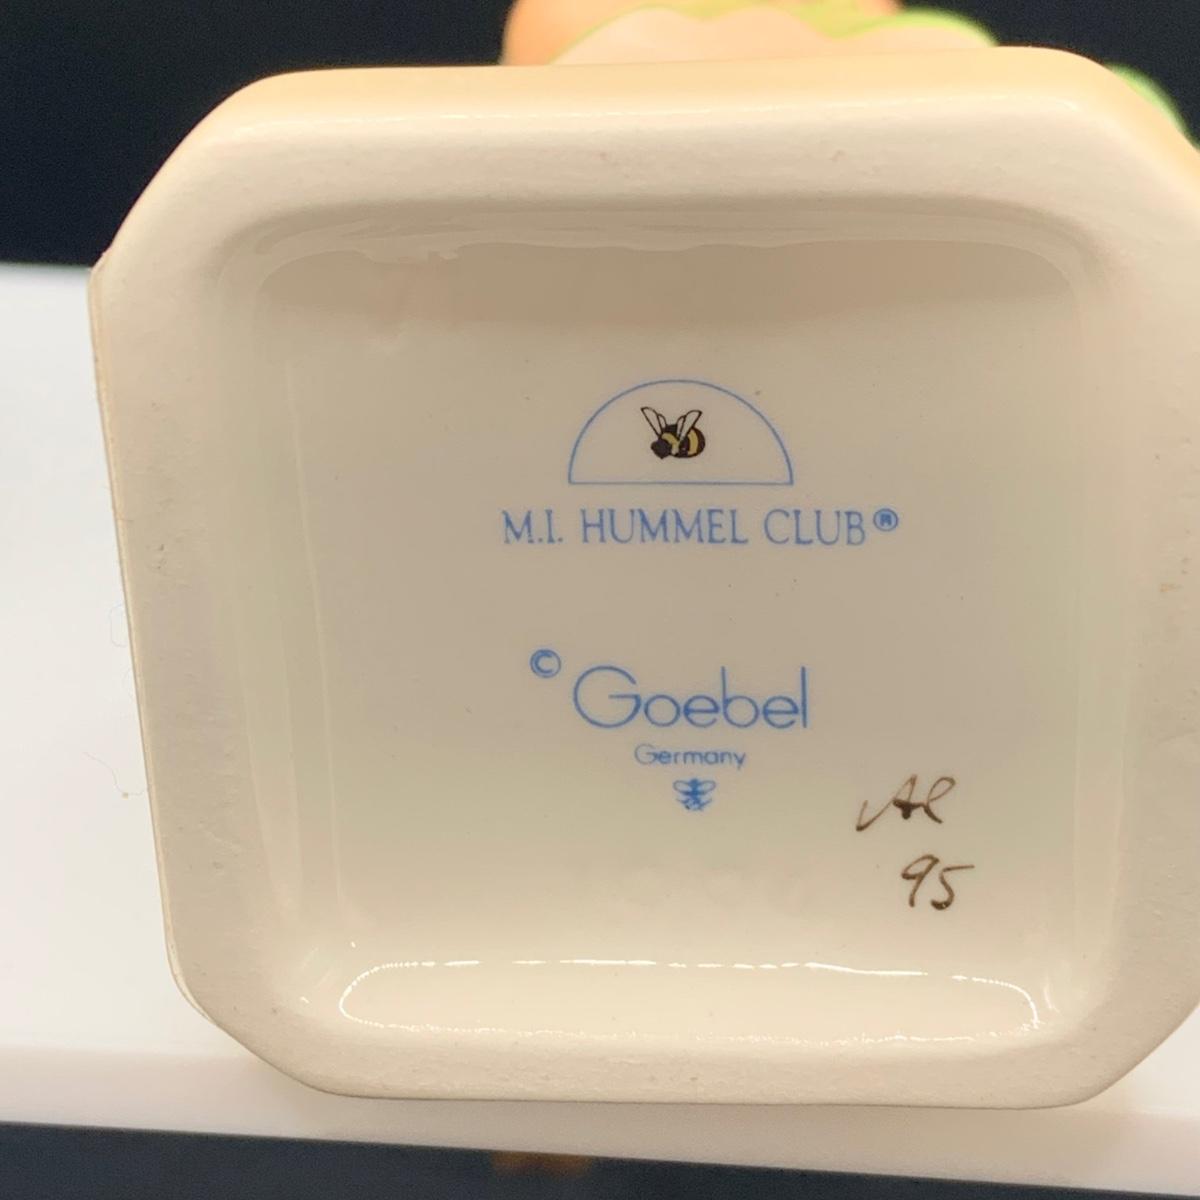 M.I. HUMMEL CLUB®
© Goebel
Germany
95